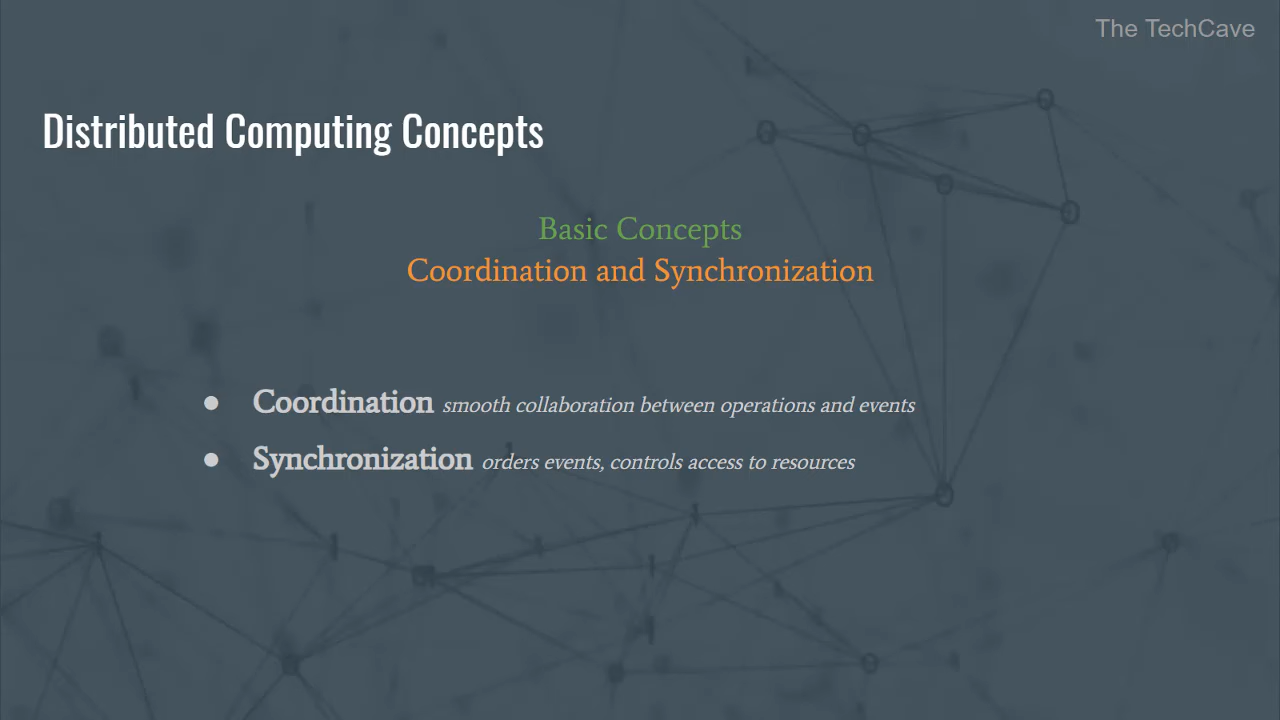 The TechCave
Distributed Computing Concepts
Basic Concepts
Coordination and Synchronization
● Coordination smooth collaboration between operations and events
● Synchronization orders events, controls access to resources